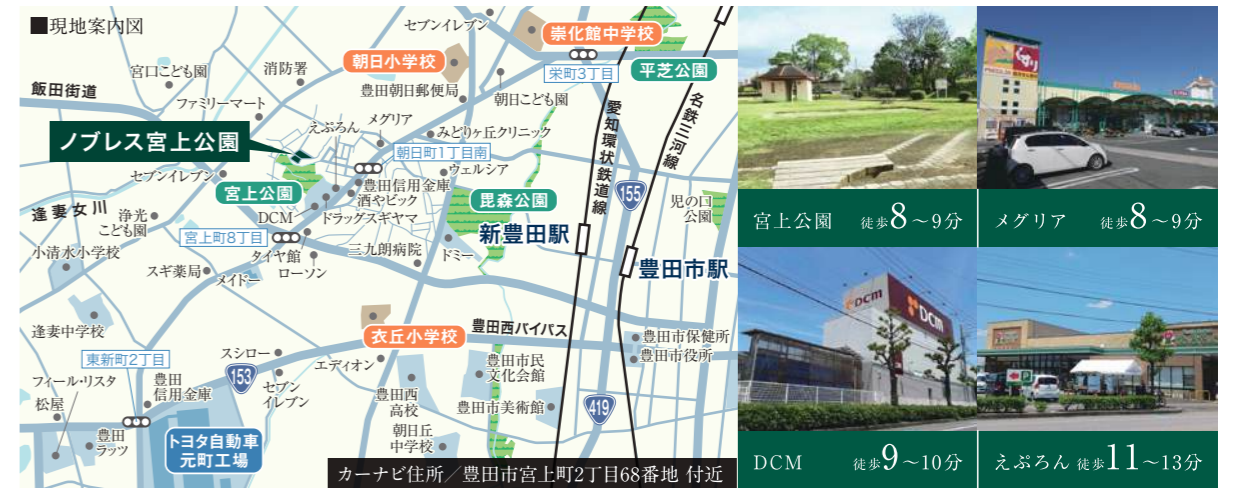 ■現地案内図
セブンイレブン
崇化館中学校
朝日小学校
栄町3丁目
平芝公園
宮口こども園
消防署
豊田朝日郵便局
飯田街道
ファミリーマート
朝日こども園
愛知環状鉄道線
名鉄三河線
えぷろん
メグリア
みどりヶ丘クリニック
ノブレス宮上公園
朝日町1丁目南
ウェルシア
セブンイレブン
宮上公園
豊田信用金庫
酒やビック
毘森公園
155
児の口
公園
逢妻女川
浄光
こども園
DCM
ドラッグスギヤマ
新豊田駅
宮上町8丁目
小清水小学校
タイヤ館
三九朗病院
ドミー
スギ薬局
メイドー
ローソン
豊田市駅
逢妻中学校
衣丘小学校
豊田西バイパス
豊田市保健所
豊田市役所
東新町2丁目
スシロー
エディオン
豊田市民
文化会館
フィール・リスタ
豊田
信用金庫
153
セブン
イレブン
松屋
豊田西
高校
豊田市美術館
419
豊田
ラッツ
トヨタ自動車
元町工場
朝日丘
中学校
カーナビ住所／豊田市宮上町2丁目68番地 付近
くすり
宮上公園 徒歩8～9分
メグリア 徒歩8～9分
DCM
DCM
DCM 徒歩9～10分
P
えぷろん 徒歩11～13分